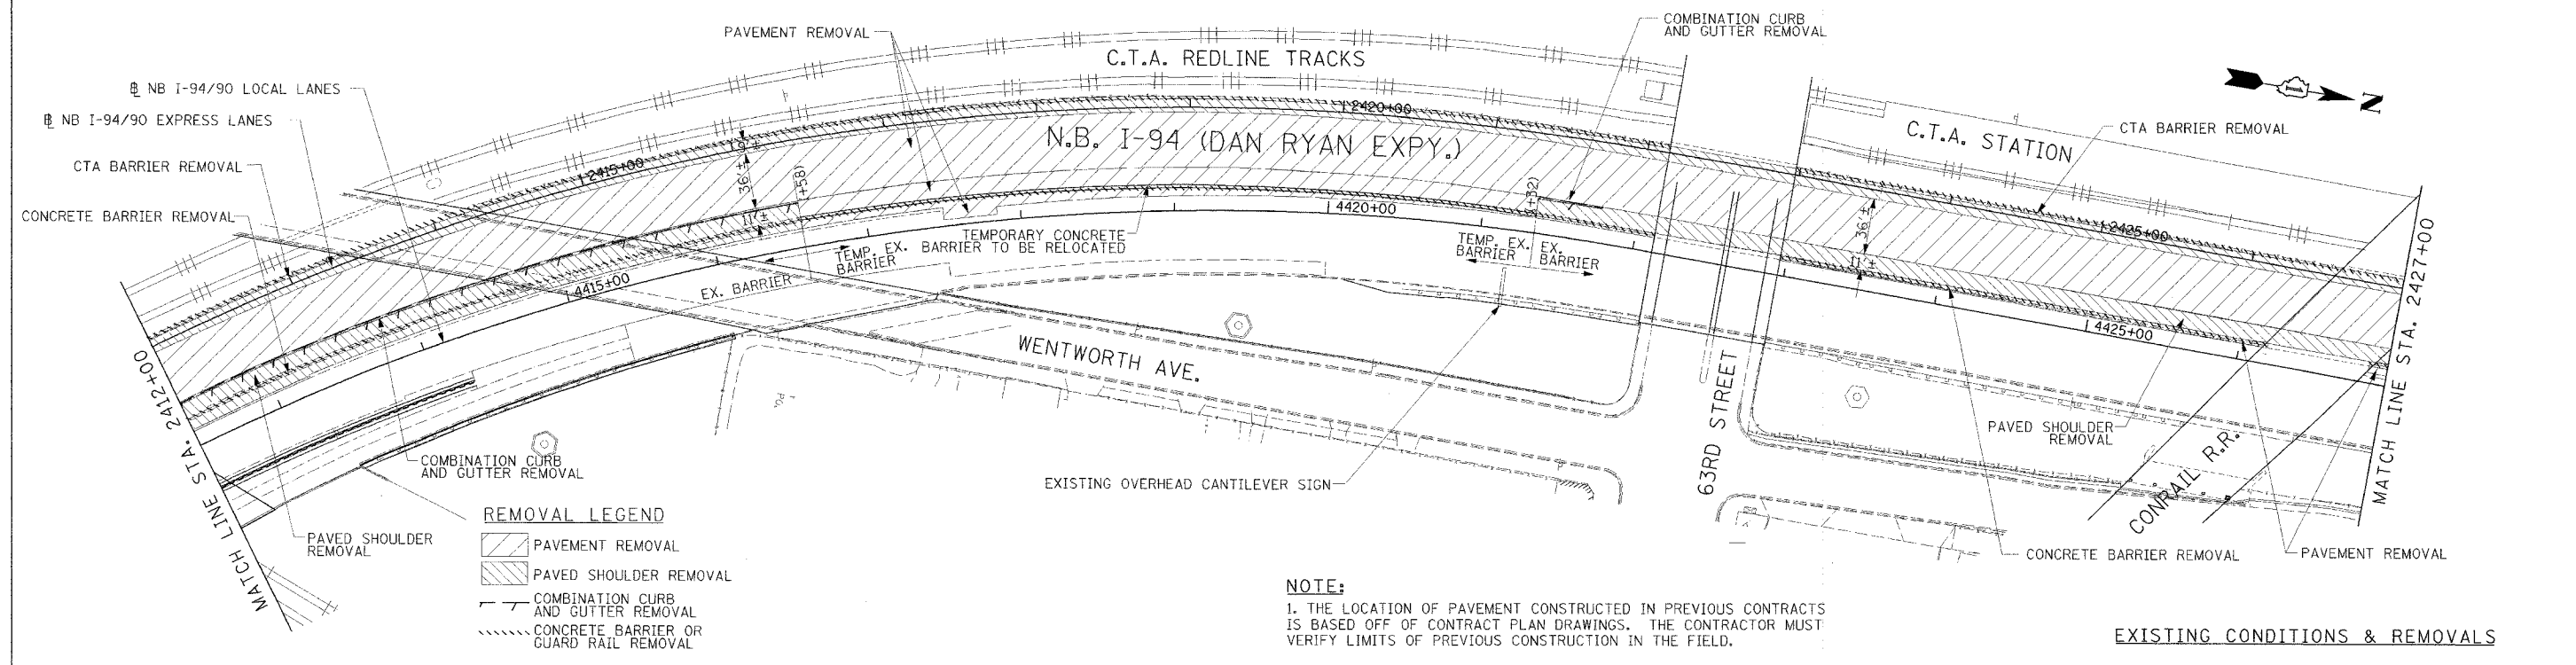 PAVEMENT REMOVAL
COMBINATION CURB
AND GUTTER REMOVAL
C.T.A. REDLINE TRACKS
℄ NB I-94/90 LOCAL LANES
℄ NB I-94/90 EXPRESS LANES
CTA BARRIER REMOVAL
CONCRETE BARRIER REMOVAL
N
C.T.A. STATION
CTA BARRIER REMOVAL
N.B. I-94 (DAN RYAN EXPY.)
2415+00
2420+00
2425+00
36'±
11'±
+58)
+32)
36'±
11'±
4415+00
4420+00
4425+00
TEMPORARY CONCRETE
BARRIER TO BE RELOCATED
TEMP. EX.
BARRIER
EX. BARRIER
TEMP. EX.
BARRIER
EX.
BARRIER
WENTWORTH AVE.
63RD STREET
MATCH LINE STA. 2412+00
MATCH LINE STA. 2427+00
MATCH LINE
PAVED SHOULDER
REMOVAL
CONRAIL R.R.
COMBINATION CURB
AND GUTTER REMOVAL
EXISTING OVERHEAD CANTILEVER SIGN
PAVED SHOULDER
REMOVAL
CONCRETE BARRIER REMOVAL
PAVEMENT REMOVAL
REMOVAL LEGEND
PAVEMENT REMOVAL
PAVED SHOULDER REMOVAL
COMBINATION CURB
AND GUTTER REMOVAL
CONCRETE BARRIER OR
GUARD RAIL REMOVAL
NOTE:
1. THE LOCATION OF PAVEMENT CONSTRUCTED IN PREVIOUS CONTRACTS
IS BASED OFF OF CONTRACT PLAN DRAWINGS. THE CONTRACTOR MUST
VERIFY LIMITS OF PREVIOUS CONSTRUCTION IN THE FIELD.
EXISTING CONDITIONS & REMOVALS